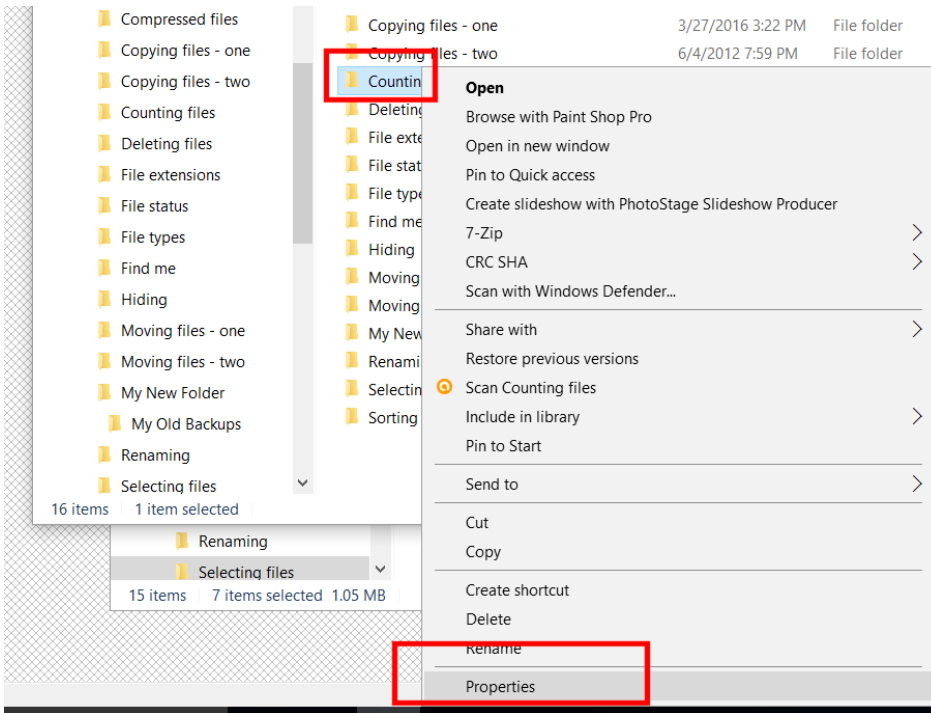 Compressed files
Copying files - one
Copying files - two
Counting files
Deleting files
File extensions
File status
File types
Find me
Hiding
Moving files - one
Moving files - two
My New Folder
My Old Backups
Renaming
Selecting files
16 items 1 item selected
Copying files - one 3/27/2016 3:22 PM File folder
Copying files - two 6/4/2012 7:59 PM File folder
Countin
Deleting
File exte
File stat
File type
Find me
Hiding
Moving
Moving
My New
Renami
Selectin
Sorting
Open
Browse with Paint Shop Pro
Open in new window
Pin to Quick access
Create slideshow with PhotoStage Slideshow Producer
7-Zip
CRC SHA
Scan with Windows Defender...
Share with
Restore previous versions
Scan Counting files
Include in library
Pin to Start
Send to
Cut
Copy
Create shortcut
Delete
Rename
Properties
Renaming
Selecting files
15 items 7 items selected 1.05 MB